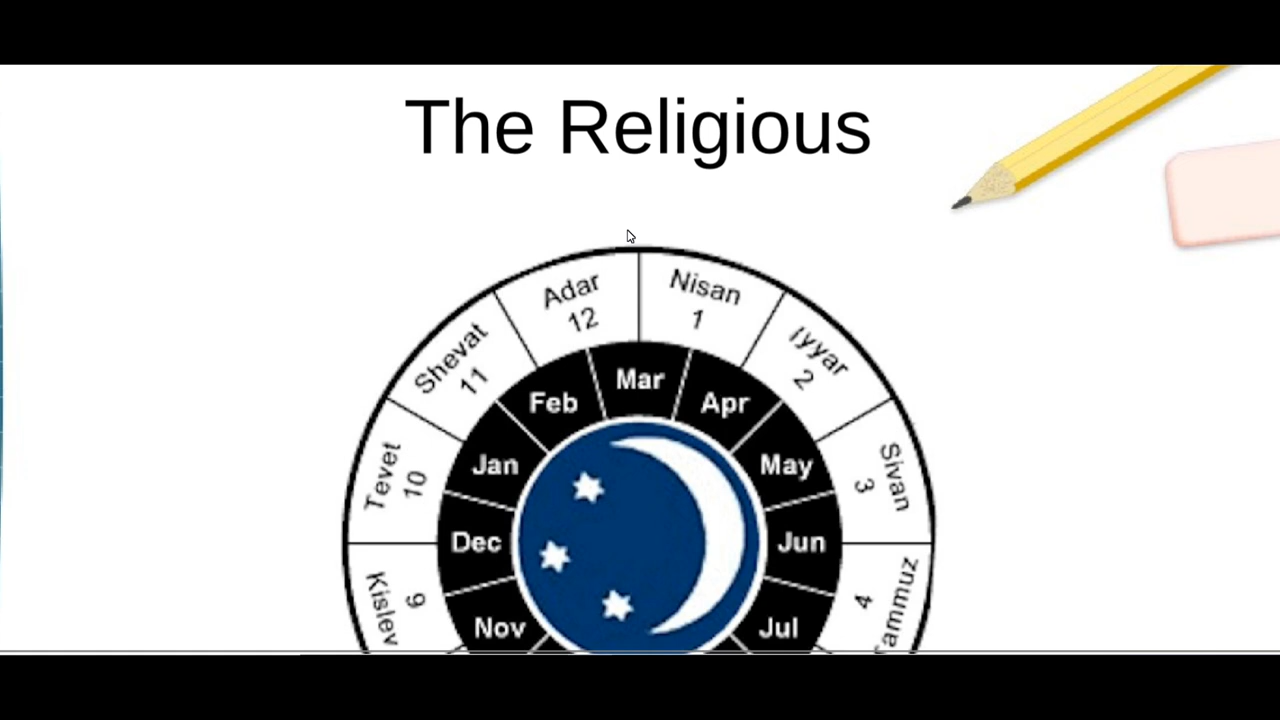 The Religious
Adar
12
Nisan
1
Shevat
11
Iyyar
2
Tevet
10
Sivan
3
Kislev
9
Tammuz
4
Feb
Mar
Apr
Jan
May
Dec
Jun
Nov
Jul